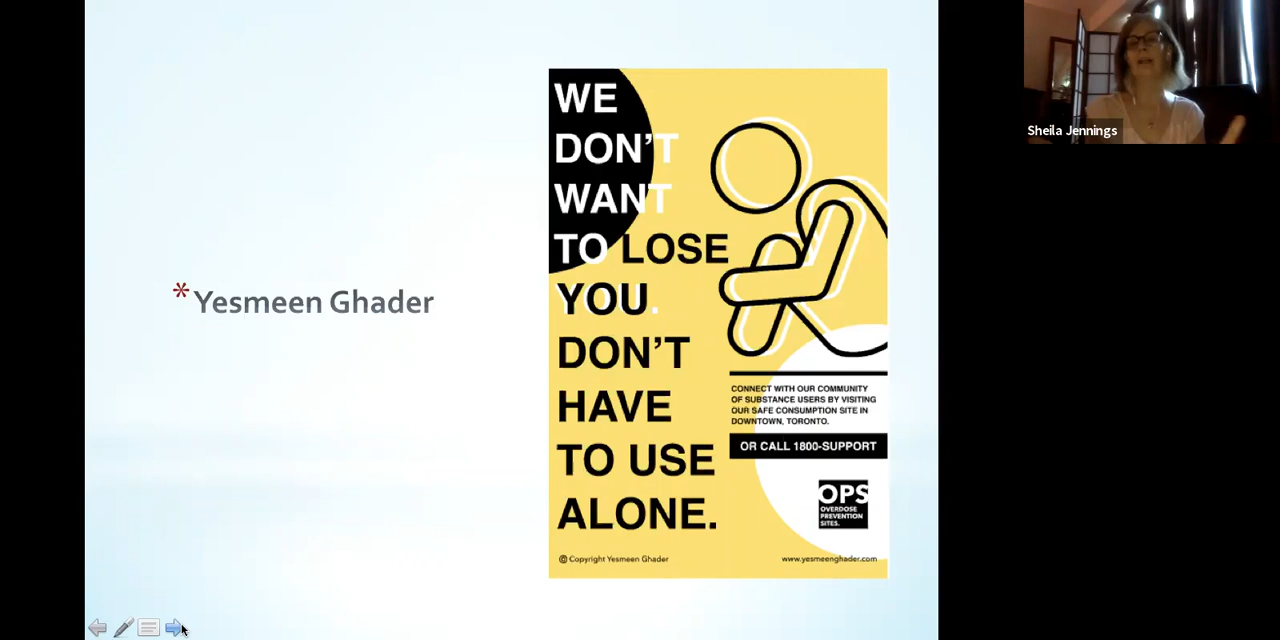 * Yesmeen Ghader
WE
DON'T
WANT
TO LOSE
YOU.
DON'T
HAVE
TO USE
ALONE.
CONNECT WITH OUR COMMUNITY
OF SUBSTANCE USERS BY VISITING
OUR SAFE CONSUMPTION SITE IN
DOWNTOWN, TORONTO.
OR CALL 1800-SUPPORT
OPS
OVERDOSE
PREVENTION
SITES.
© Copyright Yesmeen Ghader
www.yesmeenghader.com
Sheila Jennings